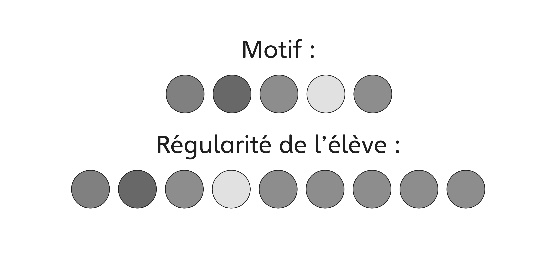 Motif :
Régularité de l’élève :